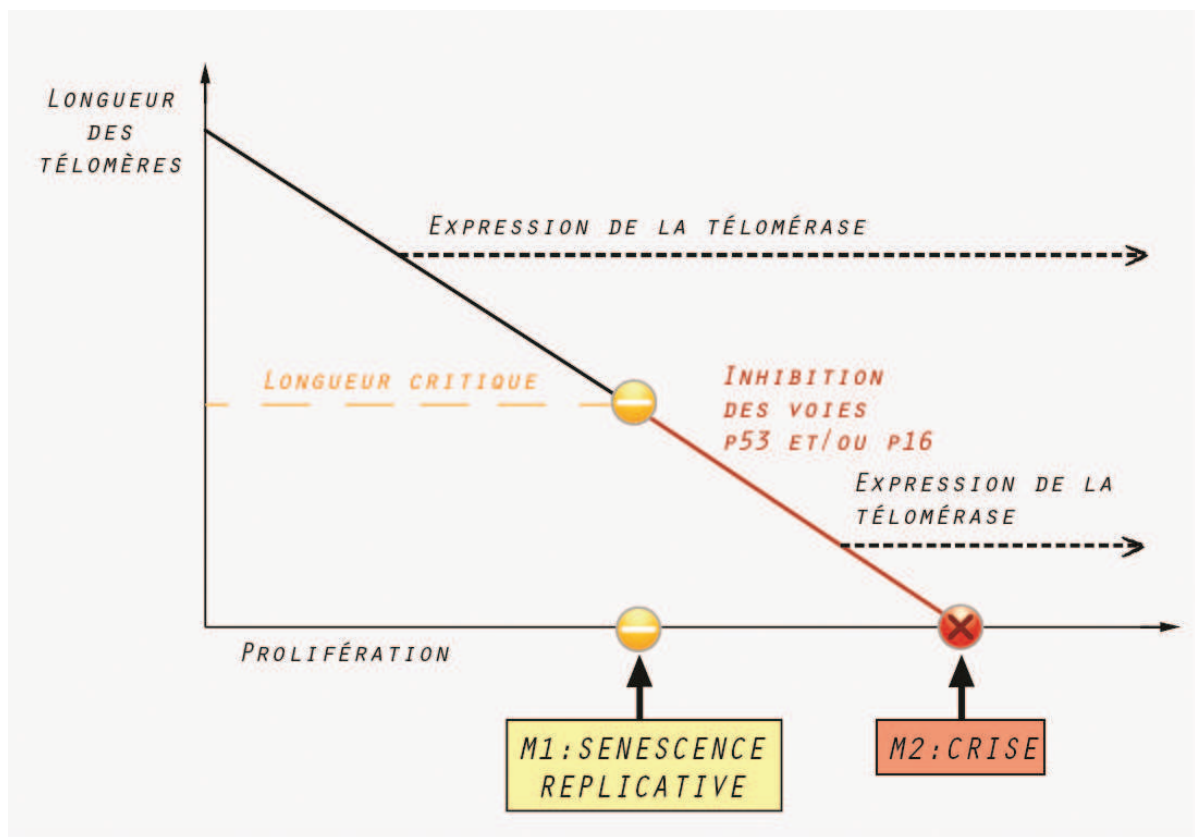 LONGUEUR
DES
TÉLOMÈRES
EXPRESSION DE LA TÉLOMÉRASE
LONGUEUR CRITIQUE
INHIBITION
DES VOIES
P53 ET/OU P16
EXPRESSION DE LA
TÉLOMÉRASE
PROLIFÉRATION
M1:SENESCENCE
REPLICATIVE
M2:CRISE